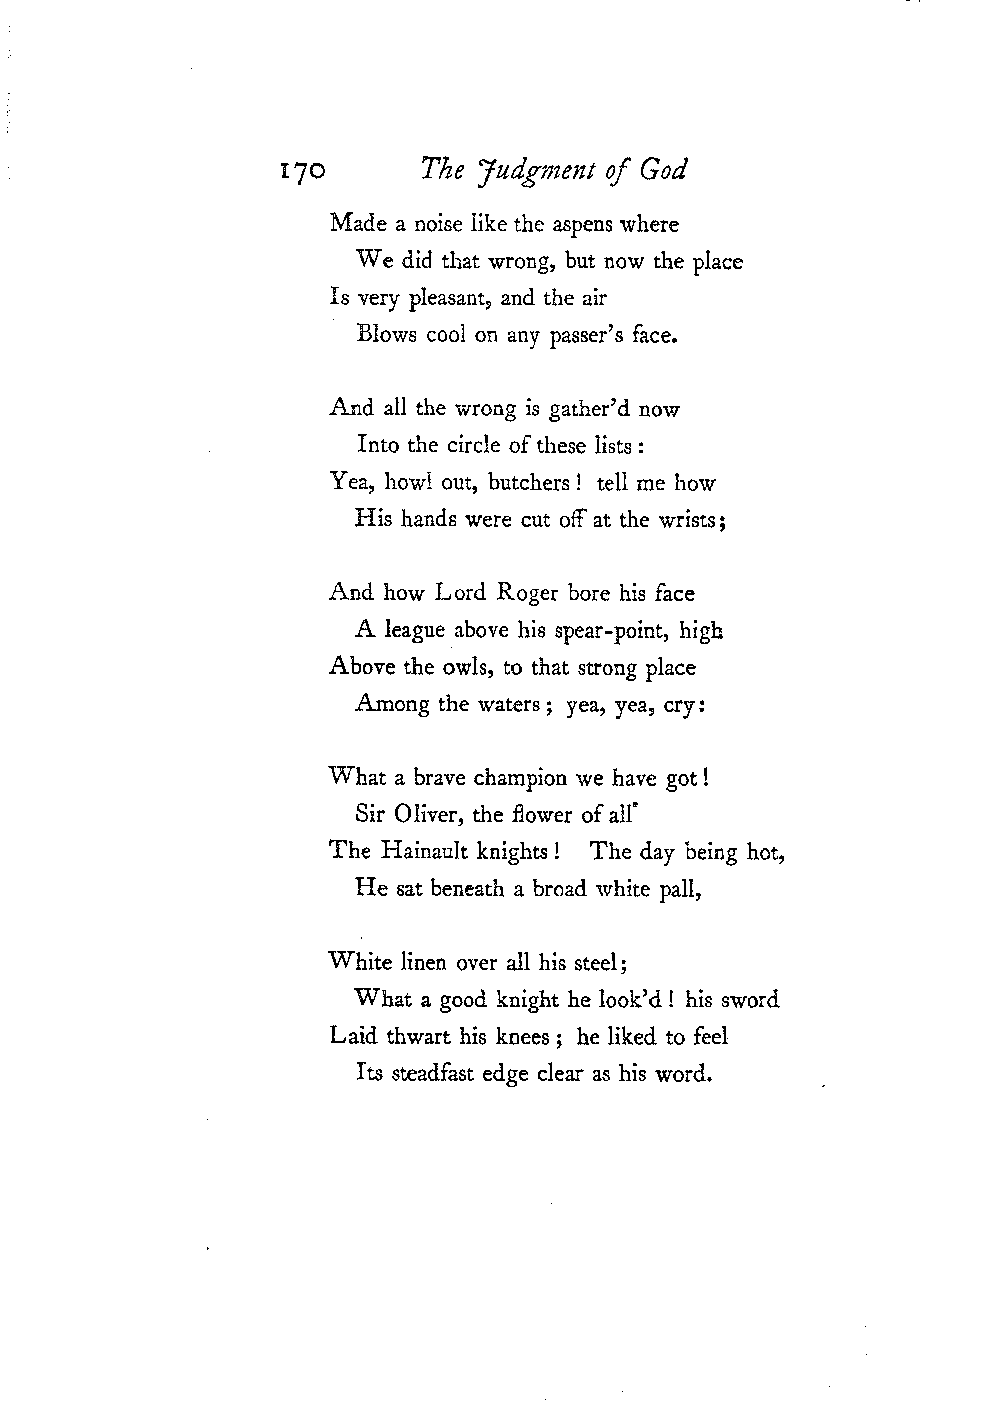 170 The Judgment of God
Made a noise like the aspens where
We did that wrong, but now the place
Is very pleasant, and the air
Blows cool on any passer's face.
And all the wrong is gather'd now
Into the circle of these lists :
Yea, howl out, butchers ! tell me how
His hands were cut off at the wrists;
And how Lord Roger bore his face
A league above his spear-point, high
Above the owls, to that strong place
Among the waters ; yea, yea, cry:
What a brave champion we have got !
Sir Oliver, the flower of all
The Hainault knights ! The day being hot,
He sat beneath a broad white pall,
White linen over all his steel;
What a good knight he look'd ! his sword
Laid thwart his knees ; he liked to feel
Its steadfast edge clear as his word.